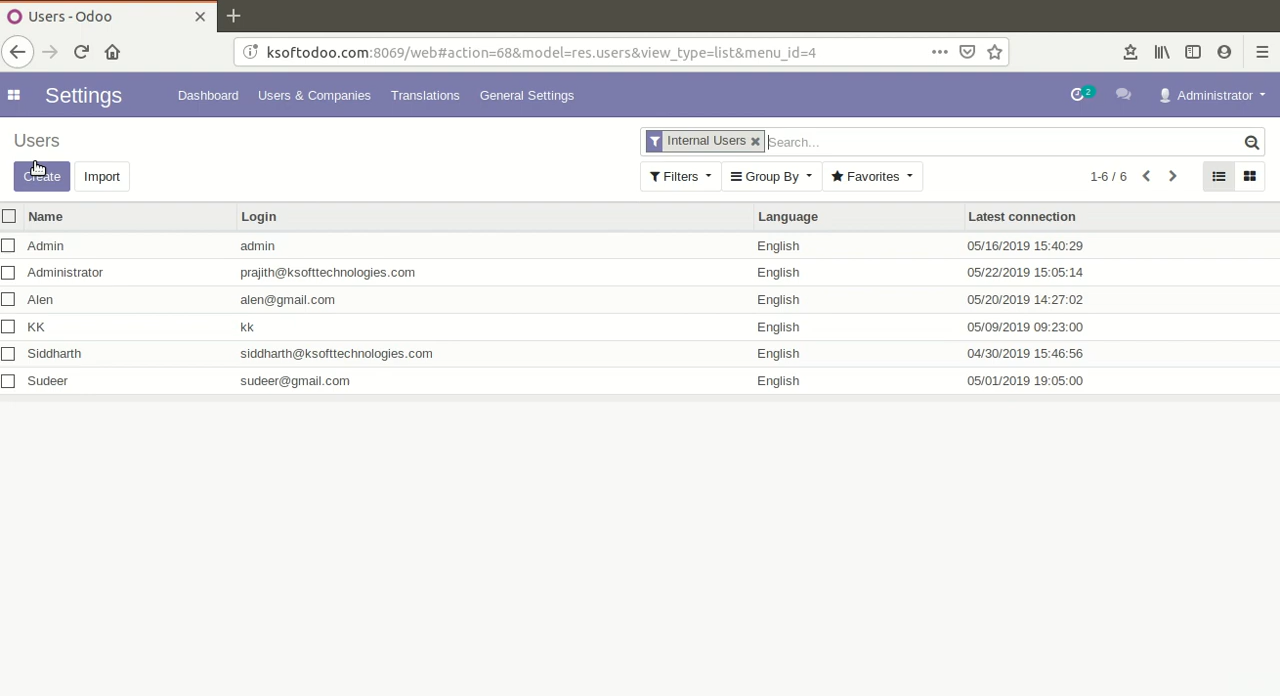 Users - Odoo
ksoftodoo.com:8069/web#action=68&model=res.users&view_type=list&menu_id=4
Settings Dashboard Users & Companies Translations General Settings 2 Administrator
Users
Internal Users Search...
Create Import Filters Group By Favorites 1-6 / 6
Name Login Language Latest connection
Admin admin English 05/16/2019 15:40:29
Administrator prajith@ksofttechnologies.com English 05/22/2019 15:05:14
Alen alen@gmail.com English 05/20/2019 14:27:02
KK kk English 05/09/2019 09:23:00
Siddharth siddharth@ksofttechnologies.com English 04/30/2019 15:46:56
Sudeer sudeer@gmail.com English 05/01/2019 19:05:00